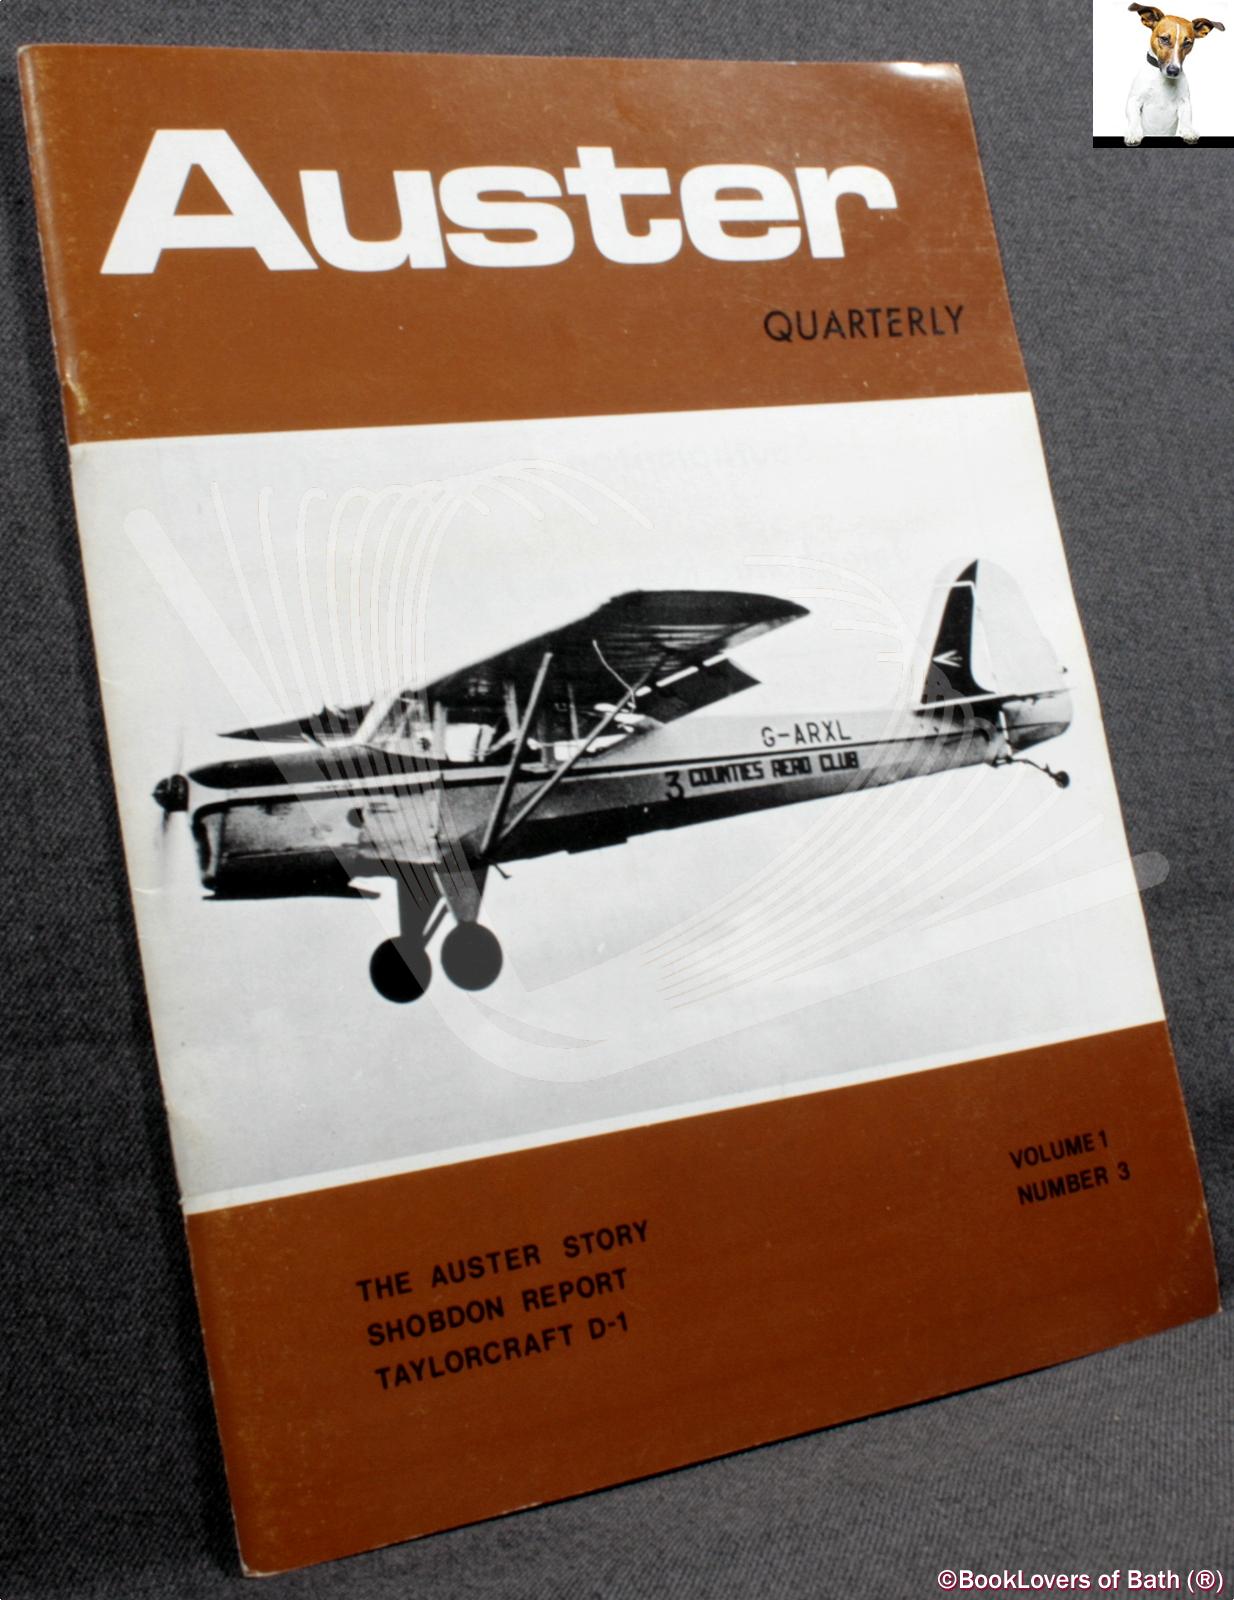 Auster
QUARTERLY
G-ARXL
3 COUNTIES AERO CLUB
VOLUME 1
NUMBER 3
THE AUSTER STORY
SHOBDON REPORT
TAYLORCRAFT D-1
©BookLovers of Bath (®)